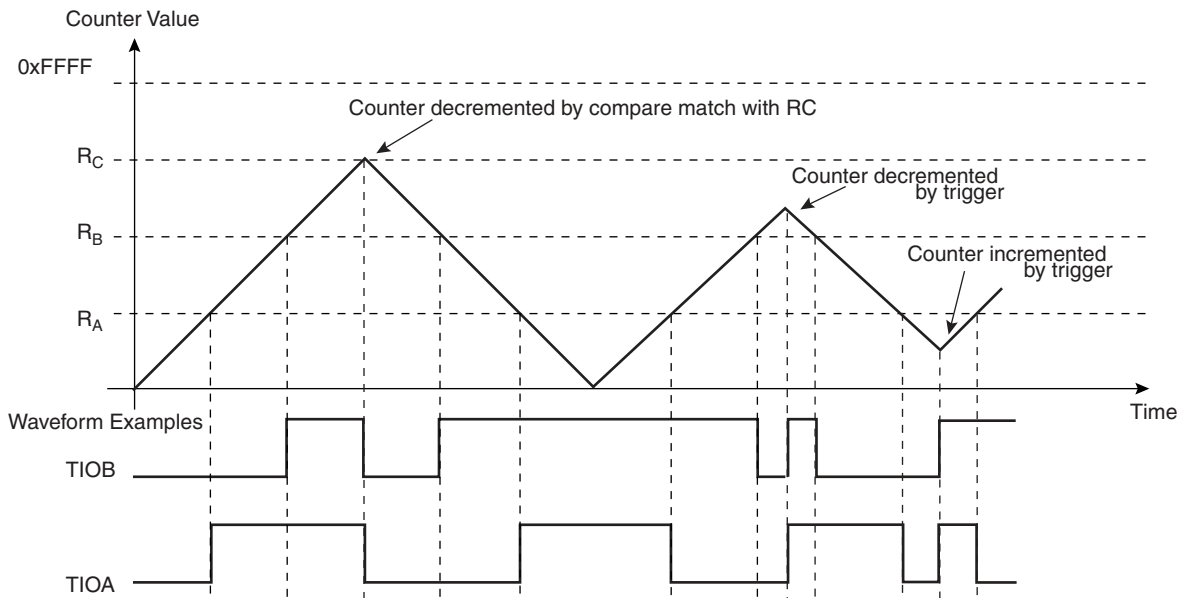 Counter Value
0xFFFF
Counter decremented by compare match with RC
RC
Counter decremented
by trigger
RB
Counter incremented
by trigger
RA
Time
Waveform Examples
TIOB
TIOA